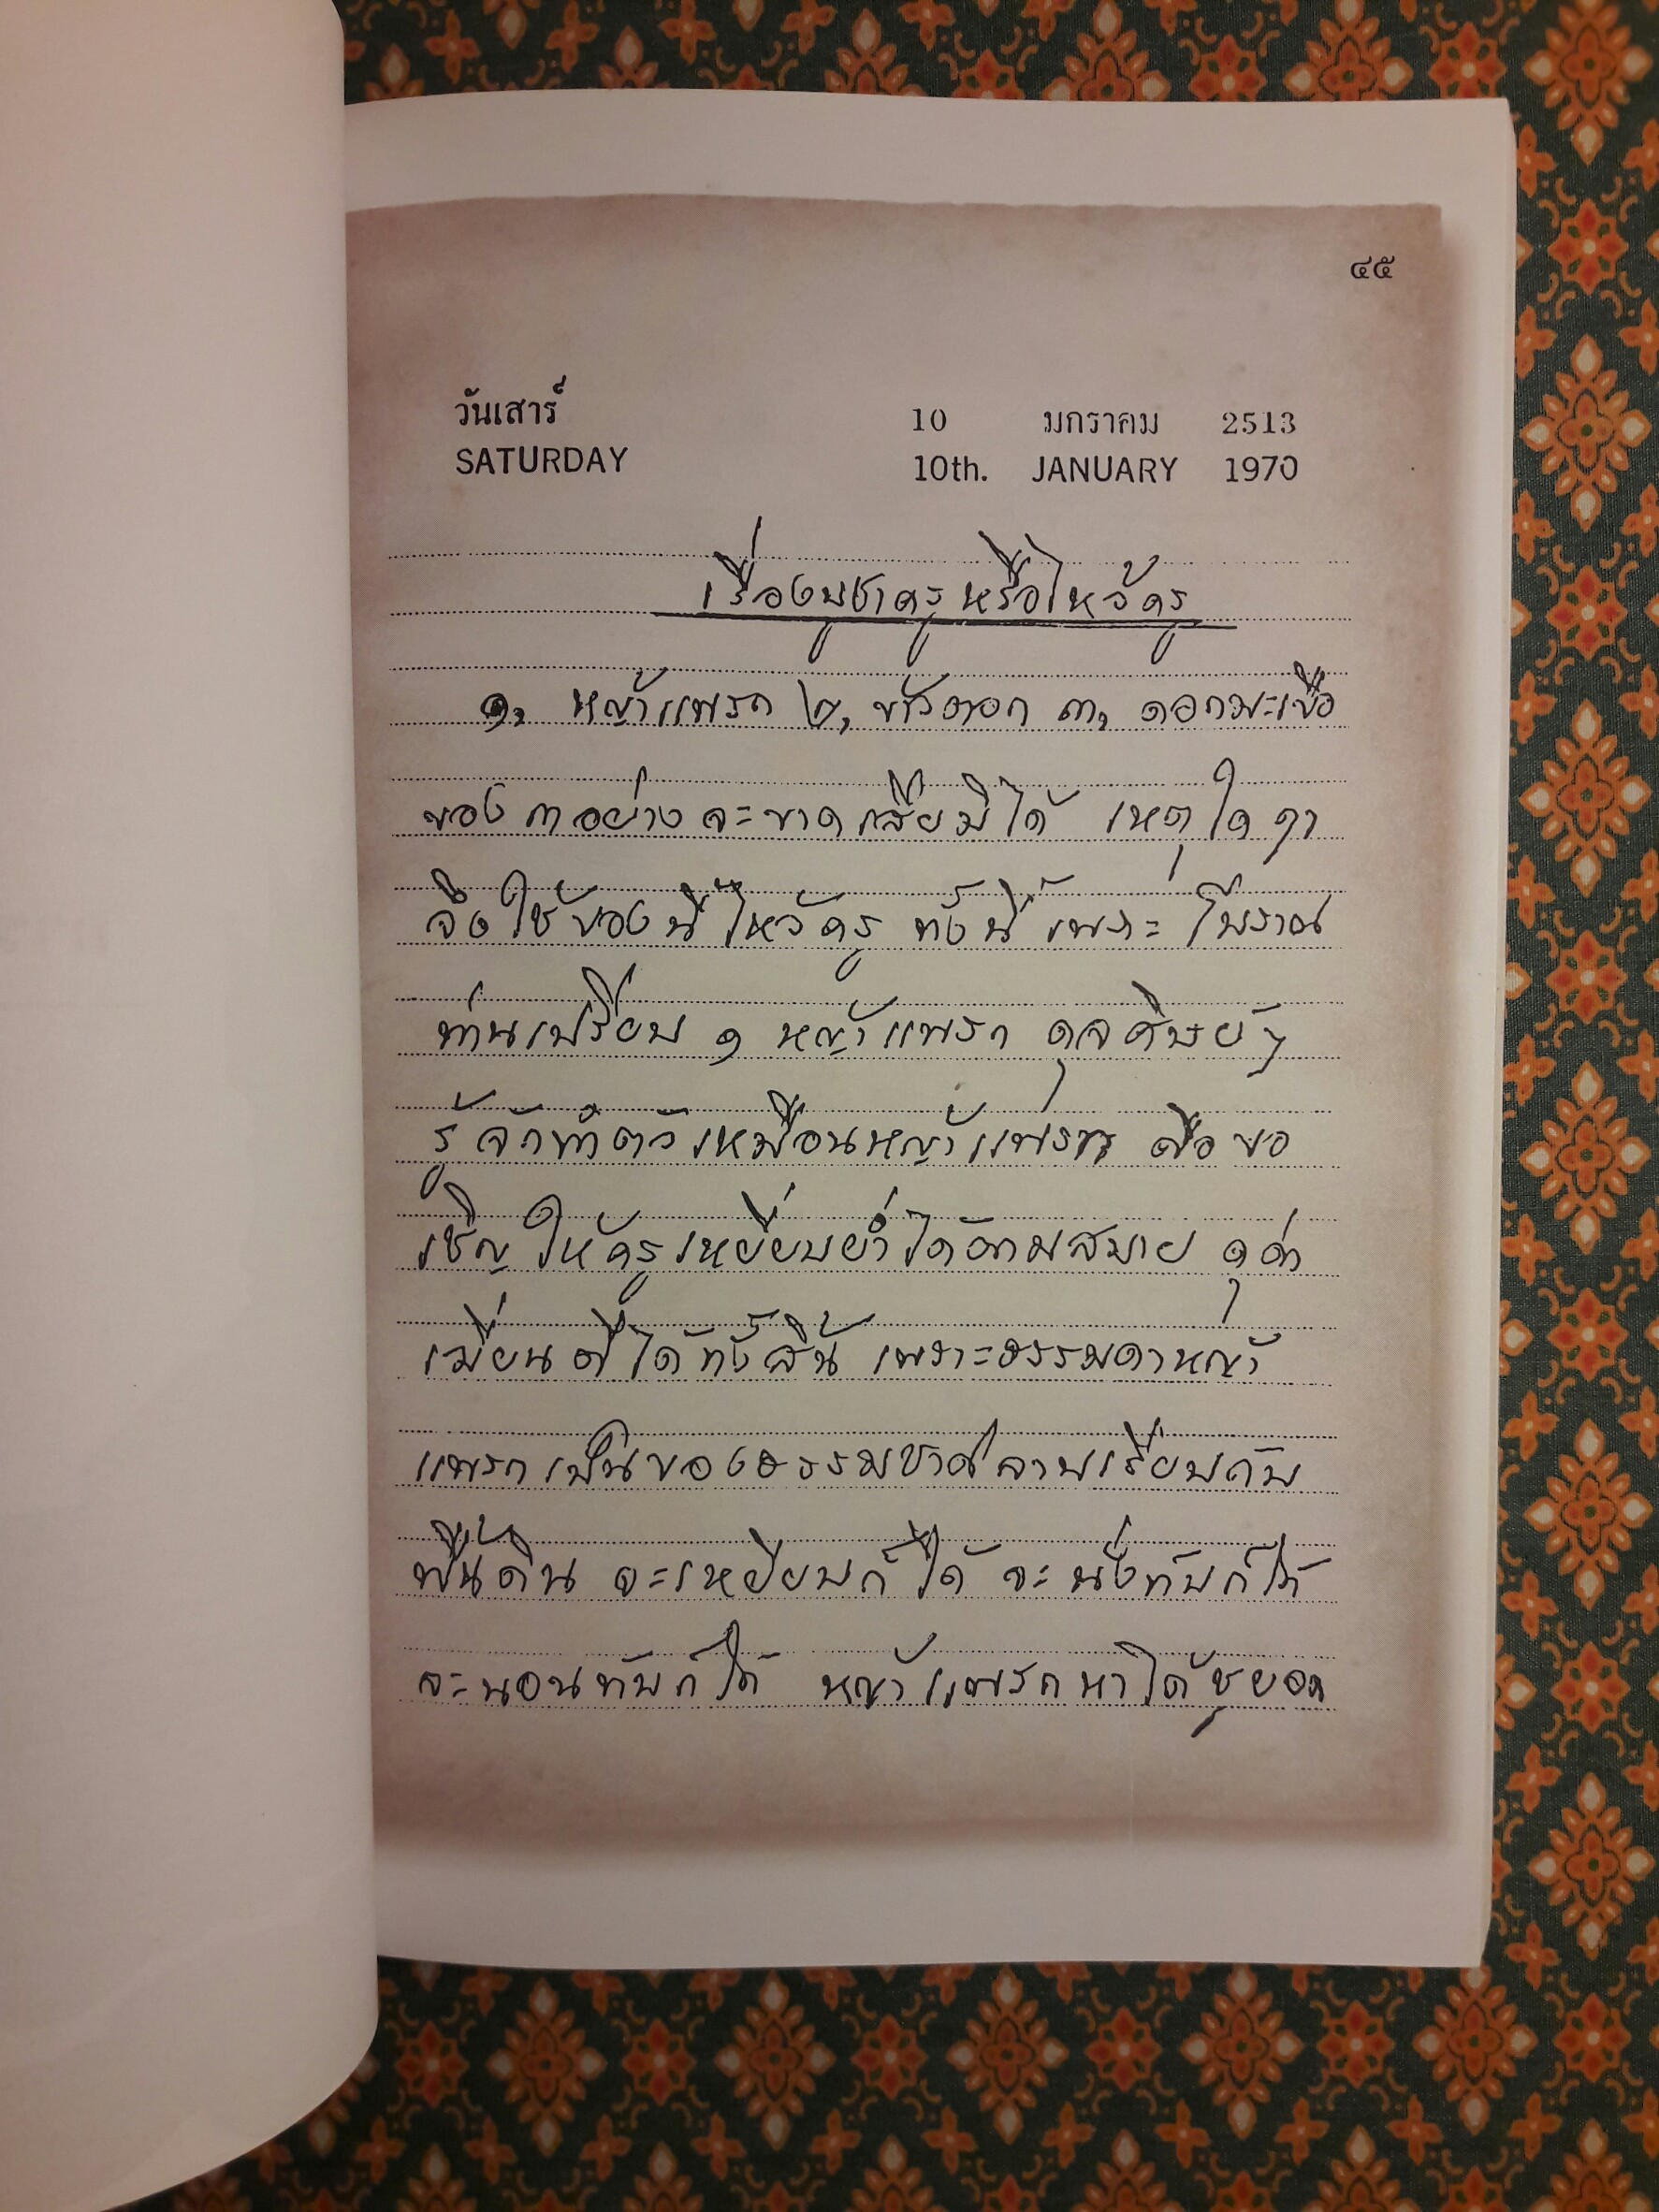 ๔๕
วันเสาร์ 10 มกราคม 2513
SATURDAY 10th. JANUARY 1970
เรื่องบูชาครูหรือไหว้ครู
๑, หญ้าแพรก ๒, ข้าวตอก ๓, ดอกมะเขือ
ของ ๓ อย่างจะขาดเสียมิได้ เหตุใด
จึงใช้ของนี้ไหว้ครู ทั้งนี้เพราะโบราณ
ท่านเปรียบ ๑ หญ้าแพรก ดุจศิษย์ๆ
รู้จักทำตัวเหมือนหญ้าแพรก คือขอ
เชิญให้ครูเหยียบย่ำได้ตามสบาย ดุด่า
เฆี่ยนตีได้ทั้งสิ้น เพราะธรรมดาหญ้า
แพรกเป็นของธรรมชาติลาบเรียบกับ
พื้นดิน จะเหยียบก็ได้ จะนั่งทับก็ได้
จะนอนทับก็ได้ หญ้าแพรกหาได้ชูยอด